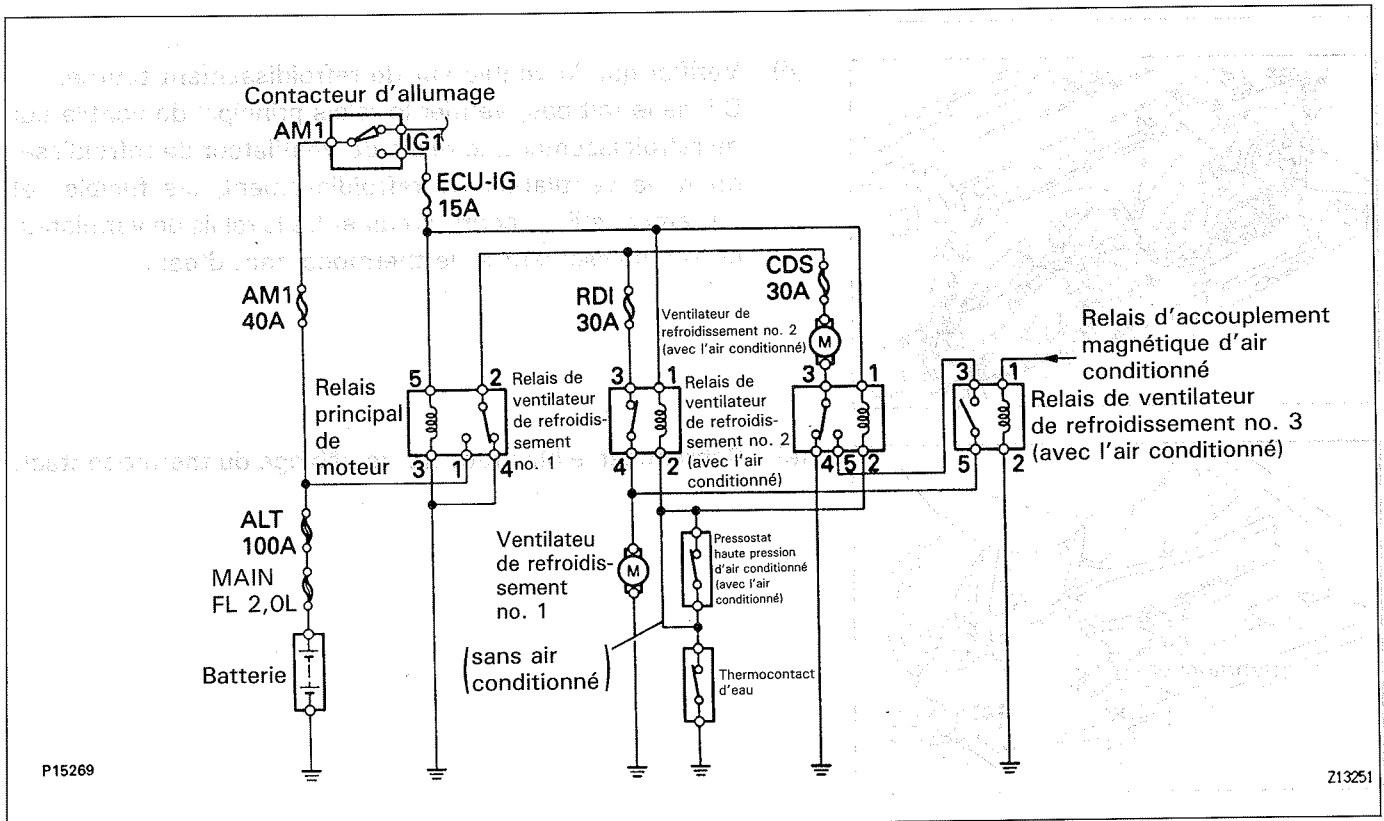 Contacteur d'allumage
AM1
IG1
ECU-IG
15A
AM1
40A
RDI
30A
CDS
30A
Ventilateur de
refroidissement no. 2
(avec l'air conditionné)
M
Relais d'accouplement
magnétique d'air
conditionné
5
2
3
1
3
1
3
1
Relais
principal
de
moteur
Relais de
ventilateur
de refroidis-
sement
no. 1
Relais de
ventilateur
de refroidis-
sement no. 2
(avec l'air
conditionné)
Relais de ventilateur
de refroidissement no. 3
(avec l'air conditionné)
3
1
4
4
2
4
5
2
5
2
ALT
100A
MAIN
FL 2,0L
Batterie
Ventilateu
de refroidis-
sement
no. 1
M
Pressostat
haute pression
d'air conditionné
(avec l'air
conditionné)
(sans air
conditionné)
Thermocontact
d'eau
P15269
Z13251